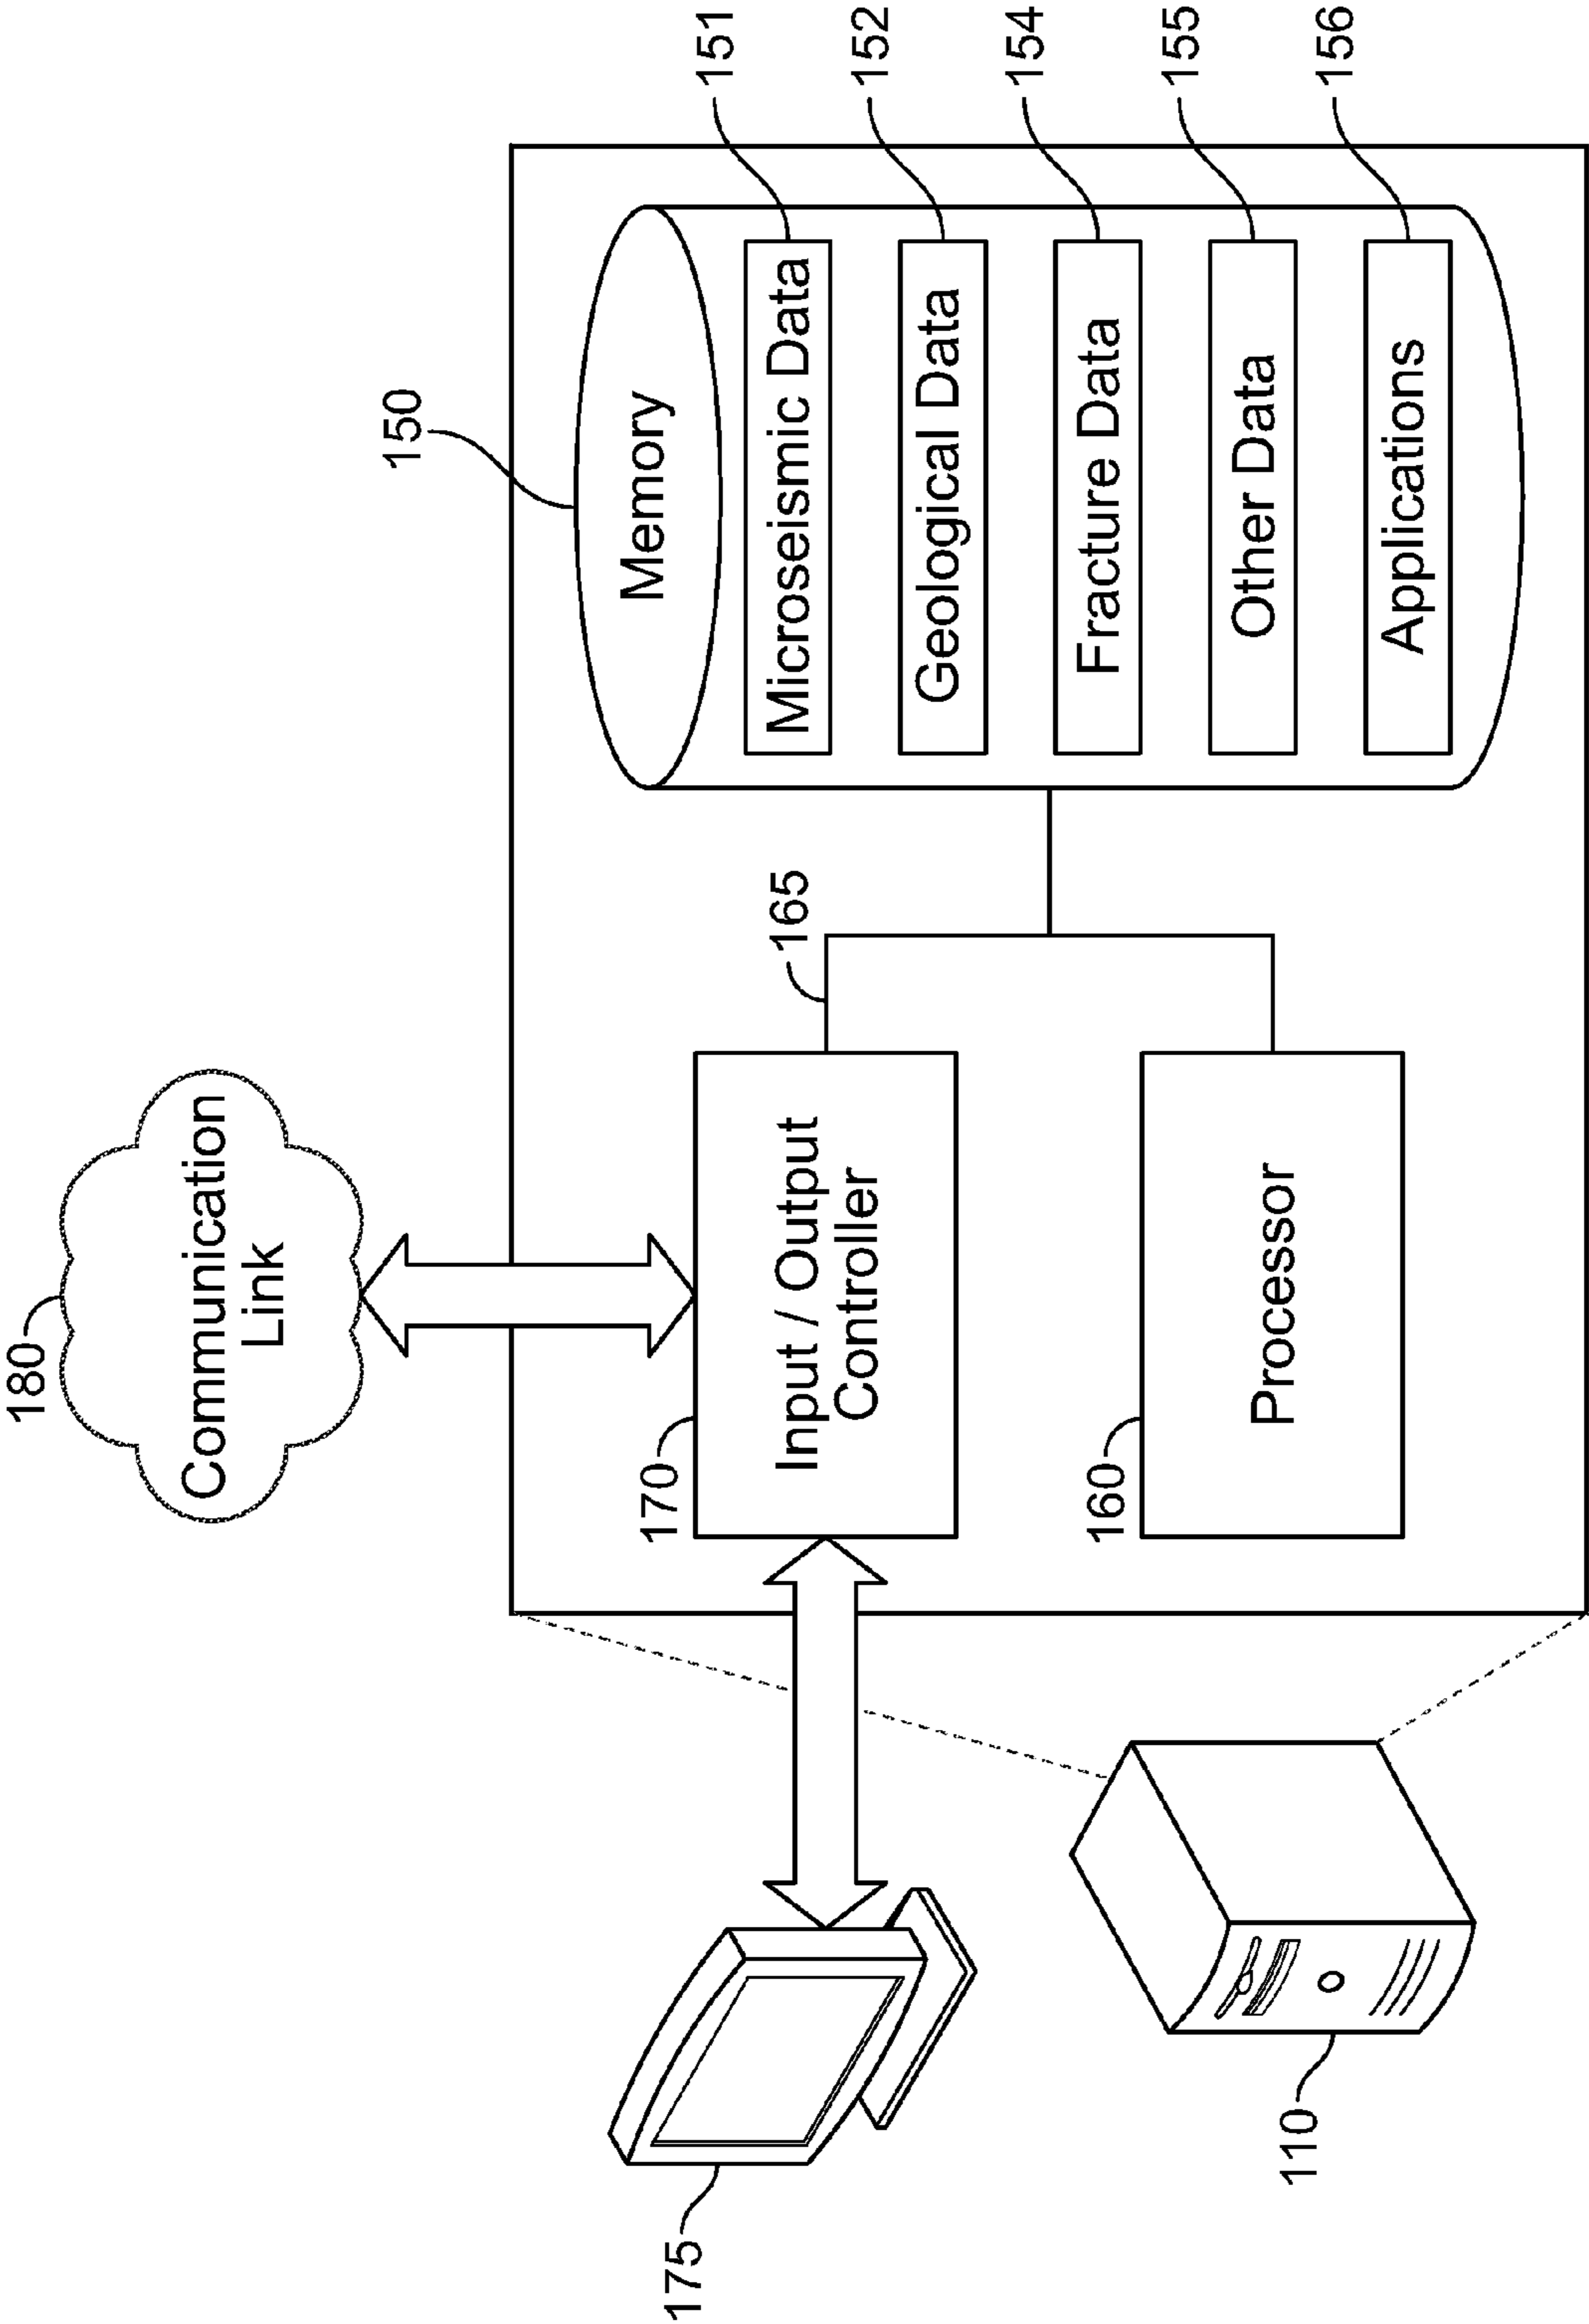 180
Communication
Link
150
Memory
170
Input / Output
Controller
165
Microseismic Data
151
175
Geological Data
152
Fracture Data
154
160
Processor
Other Data
155
110
Applications
156